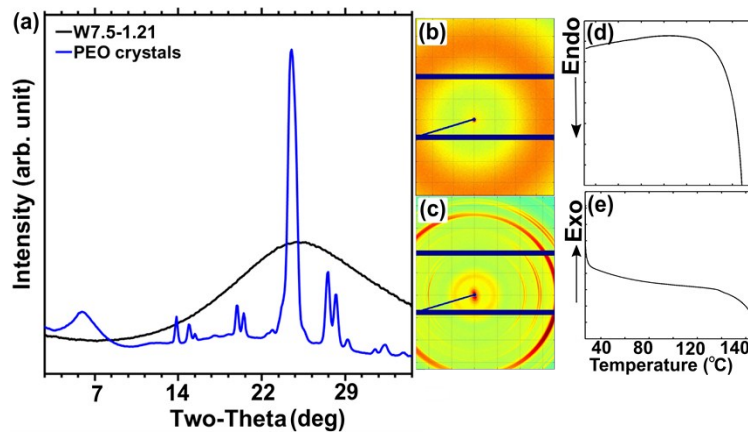 (a)
W7.5-1.21
PEO crystals
Intensity (arb. unit)
7 14 22 29
Two-Theta (deg)
(b)
(c)
Endo
Exo
(d)
(e)
40 80 120 140
Temperature (°C)